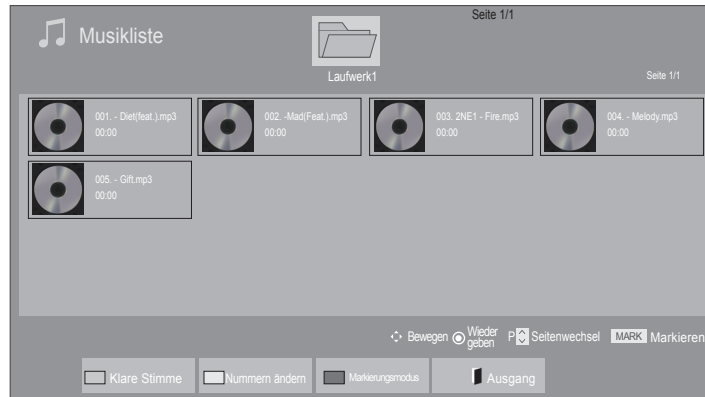 Seite 1/1
Musikliste
Laufwerk1
Seite 1/1
001. - Diet(feat.).mp3
00:00
002. -Mad(Feat.).mp3
00:00
003. 2NE1 - Fire.mp3
00:00
004. - Melody.mp3
00:00
005. - Gift.mp3
00:00
Bewegen Wieder geben P Seitenwechsel MARK Markieren
Klare Stimme Nummern ändern Markierungsmodus Ausgang